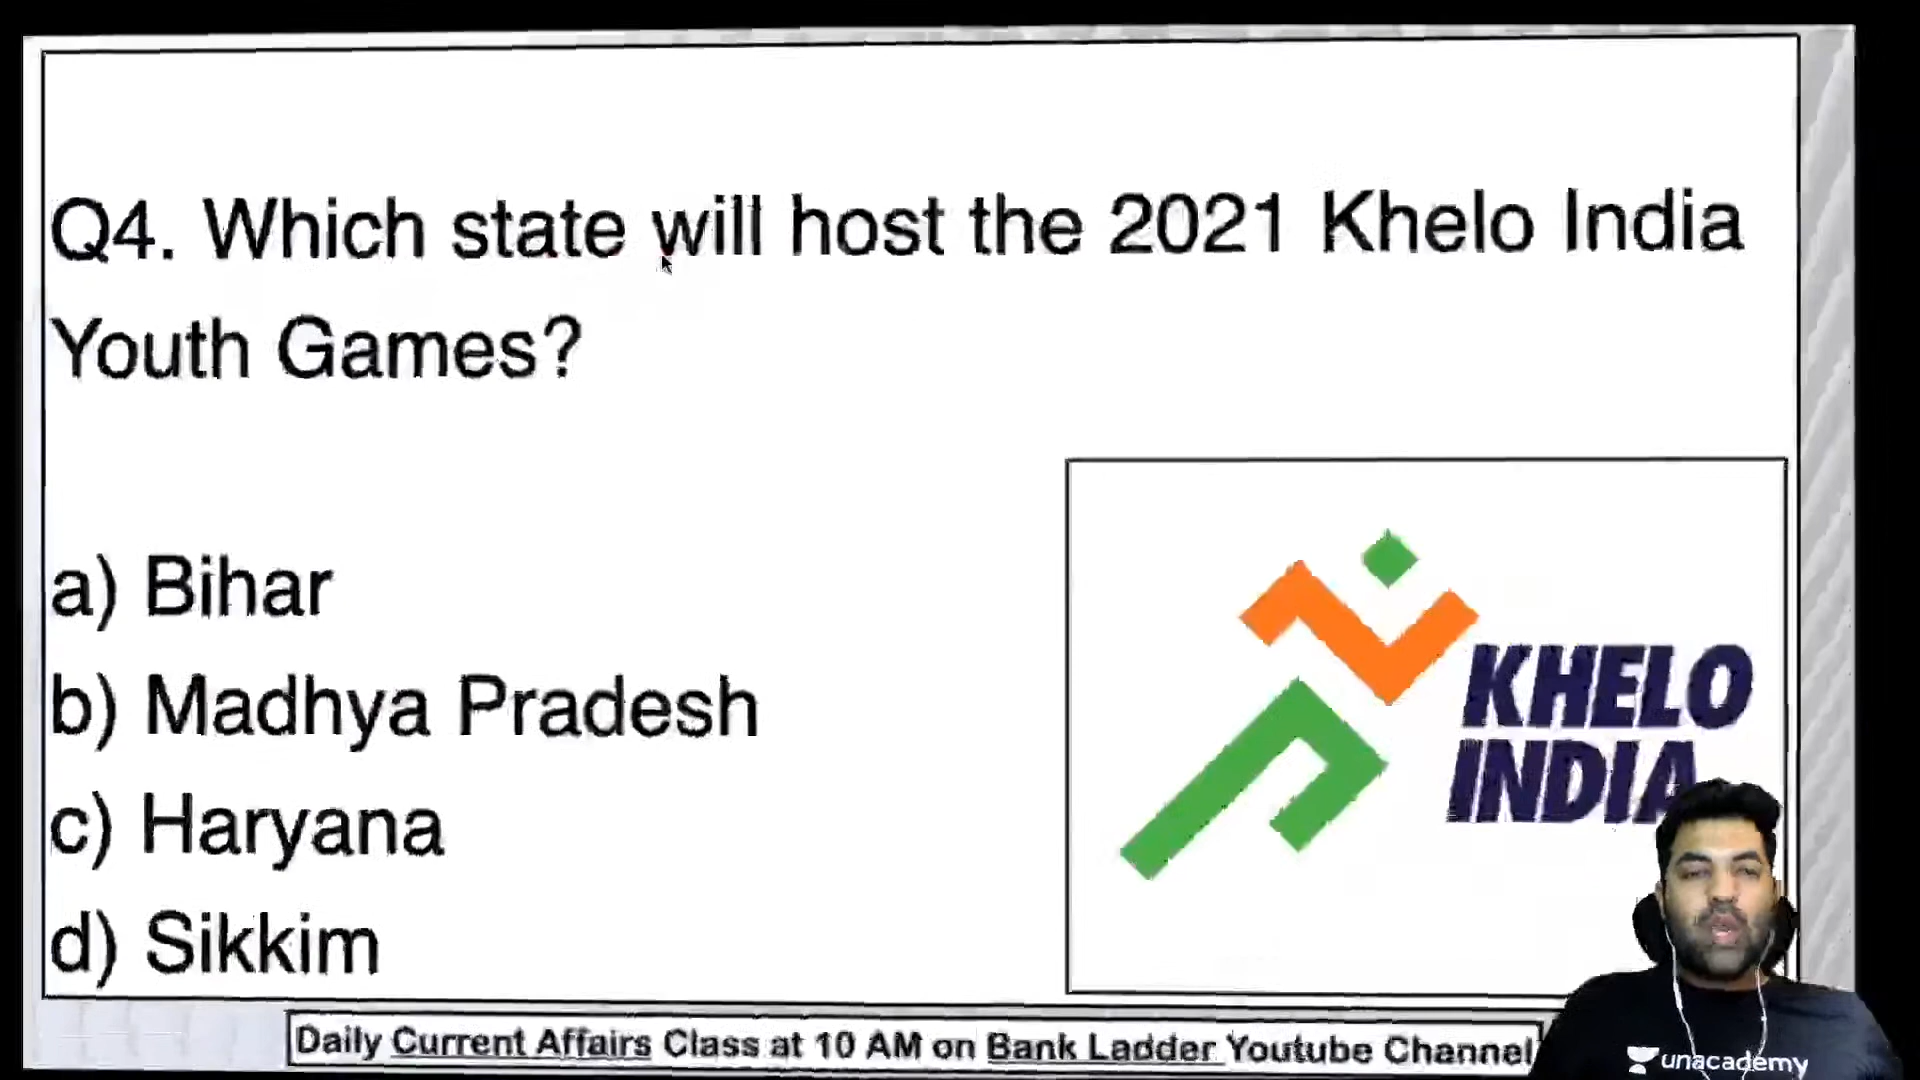 Q4. Which state will host the 2021 Khelo India
Youth Games?
a) Bihar
b) Madhya Pradesh
c) Haryana
d) Sikkim
KHELO
INDIA
Daily Current Affairs Class at 10 AM on Bank Ladder Youtube Channel
unacademy